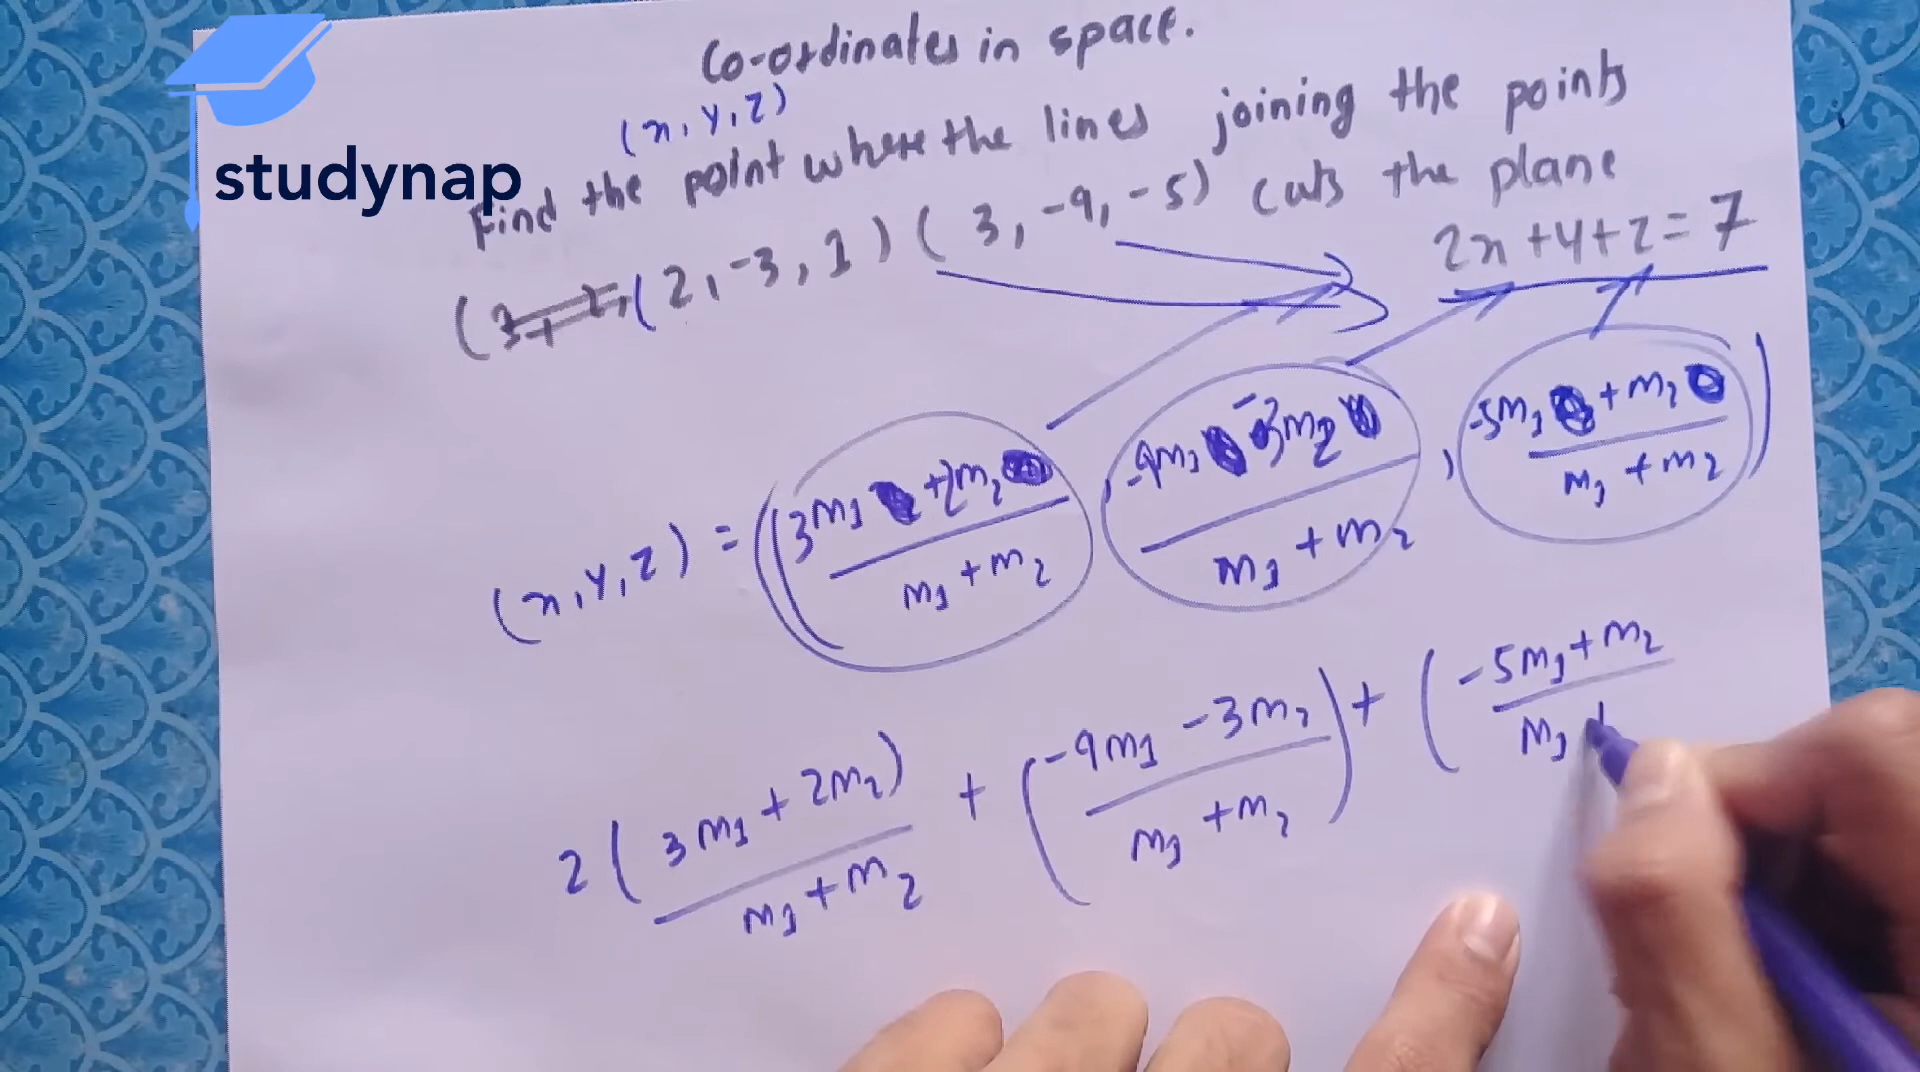 Co-ordinates in space.
(x, y, z)
studynap
Find the point where the lines joining the points
(2, -3, 1) (3, -9, -5) cuts the plane
2x + y + z = 7
(x, y, z) = ((3m1 + 2m2)/(m1 + m2), (-9m1 -3m2)/(m1 + m2), (-5m1 + m2)/(m1 + m2))
2((3m1 + 2m2)/(m1 + m2)) + ((-9m1 - 3m2)/(m1 + m2)) + ((-5m1 + m2)/(m1 +